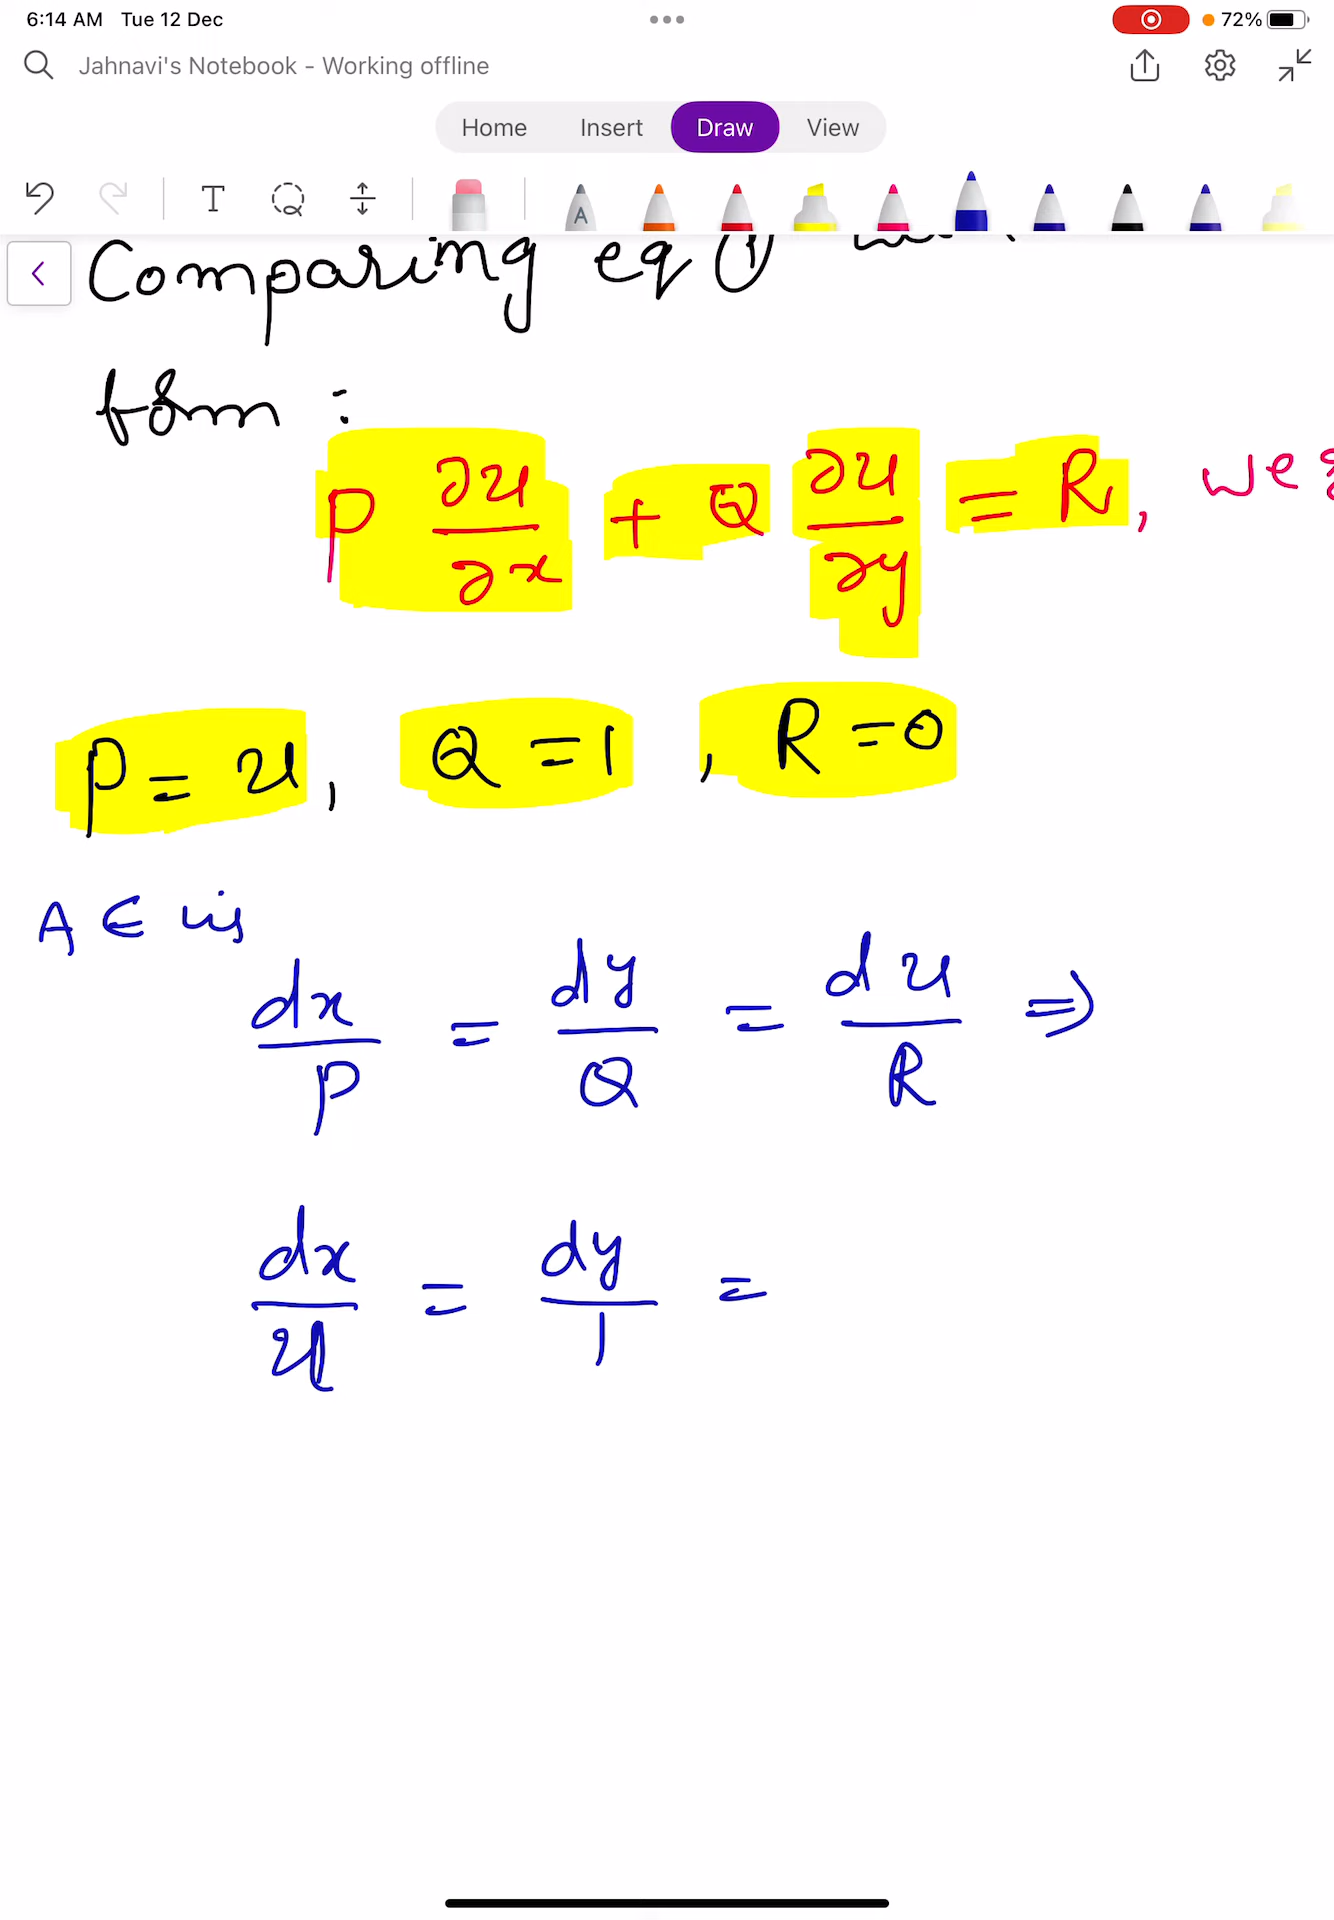 6:14 AM Tue 12 Dec
72%
Jahnavi's Notebook - Working offline
Home Insert Draw View
T
A
Comparing eq ①
form :
P ∂u/∂x + Q ∂u/∂y = R, we
P = u, Q = 1, R = 0
A E is
dx/P = dy/Q = du/R ⇒
dx/u = dy/1 =